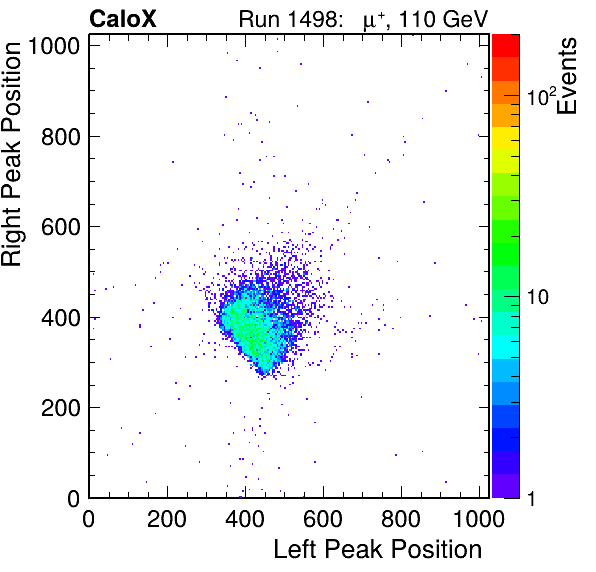 CaloX Run 1498: μ⁺, 110 GeV
Right Peak Position
1000
800
600
400
200
0
0 200 400 600 800 1000
Left Peak Position
Events
10²
10
1